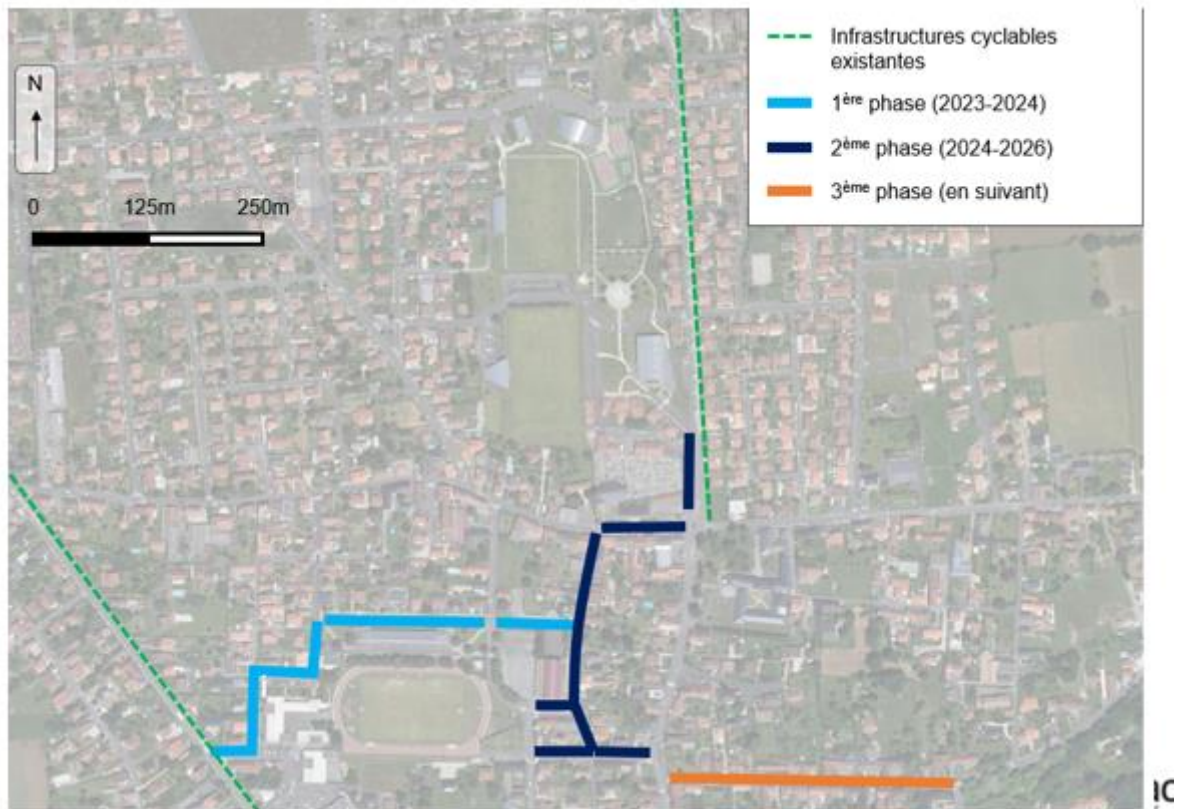 Infrastructures cyclables
existantes
1ère phase (2023-2024)
2ème phase (2024-2026)
3ème phase (en suivant)
N
0 125m 250m